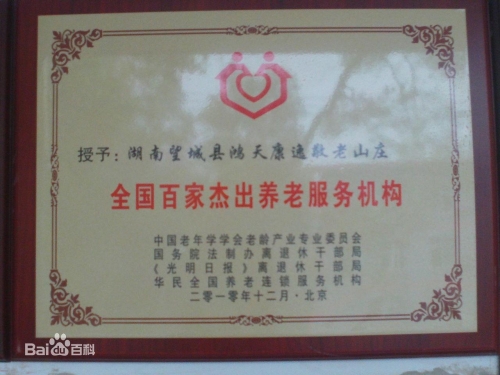 授予：湖南望城县鸿天康逸敬老山庄
全国百家杰出养老服务机构
中国老年学学会老龄产业专业委员会
国务院法制办离退休干部局
《光明日报》离退休干部局
华民全国养老连锁服务机构
二零一零年十二月·北京
Bai百科